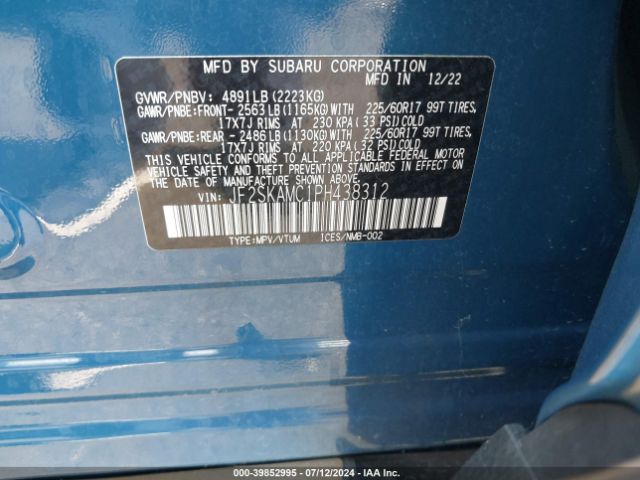 MFD BY SUBARU CORPORATION
MFD IN 12/22
GVWR/PNBV: 4891LB(2223KG)
GAWR/PNBE:FRONT-2563LB(1165KG)WITH 225/60R17 99T TIRES,
17X7J RIMS AT 230 KPA(33 PSI)COLD
GAWR/PNBE:REAR -2486LB(1130KG)WITH 225/60R17 99T TIRES,
17X7J RIMS AT 220 KPA(32 PSI)COLD
THIS VEHICLE CONFORMS TO ALL APPLICABLE FEDERAL MOTOR
VEHICLE SAFETY, BUMPER, AND THEFT PREVENTION STANDARDS IN EFFECT ON
THE DATE OF MANUFACTURE SHOWN ABOVE.
VIN: JF2SKAMC1PH438312
TYPE:MPV/VTUM ICES/NMB-002
000-39852995 - 07/12/2024 - IAA Inc.